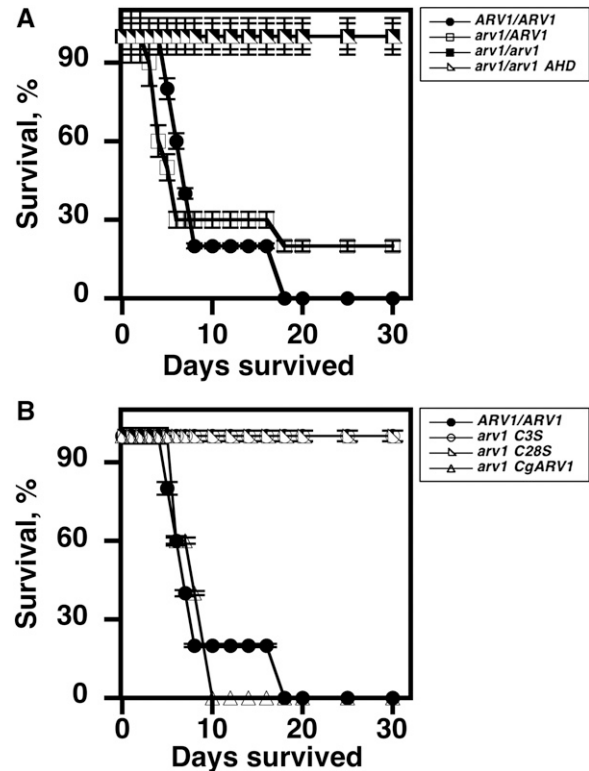 A
ARV1/ARV1
arv1/ARV1
arv1/arv1
arv1/arv1 AHD
Survival, %
90
60
30
0
0 10 20 30
Days survived
B
ARV1/ARV1
arv1 C3S
arv1 C28S
arv1 CgARV1
Survival, %
90
60
30
0
0 10 20 30
Days survived